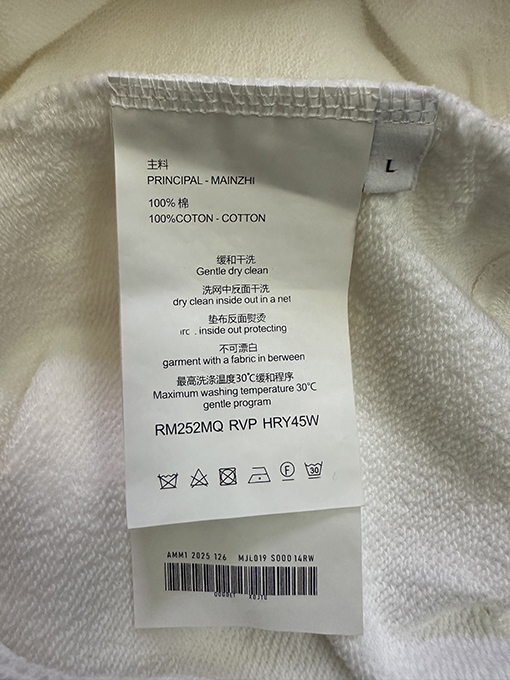 L
主料
PRINCIPAL - MAINZHI
100% 棉
100%COTON - COTTON
缓和干洗
Gentle dry clean
洗网中反面干洗
dry clean inside out in a net
垫布反面熨烫
inside out protecting
不可漂白
garment with a fabric in berween
最高洗涤温度30℃缓和程序
Maximum washing temperature 30℃
gentle program
RM252MQ RVP HRY45W
F
30
AMM1 2025 126 MJL019 S00014RW